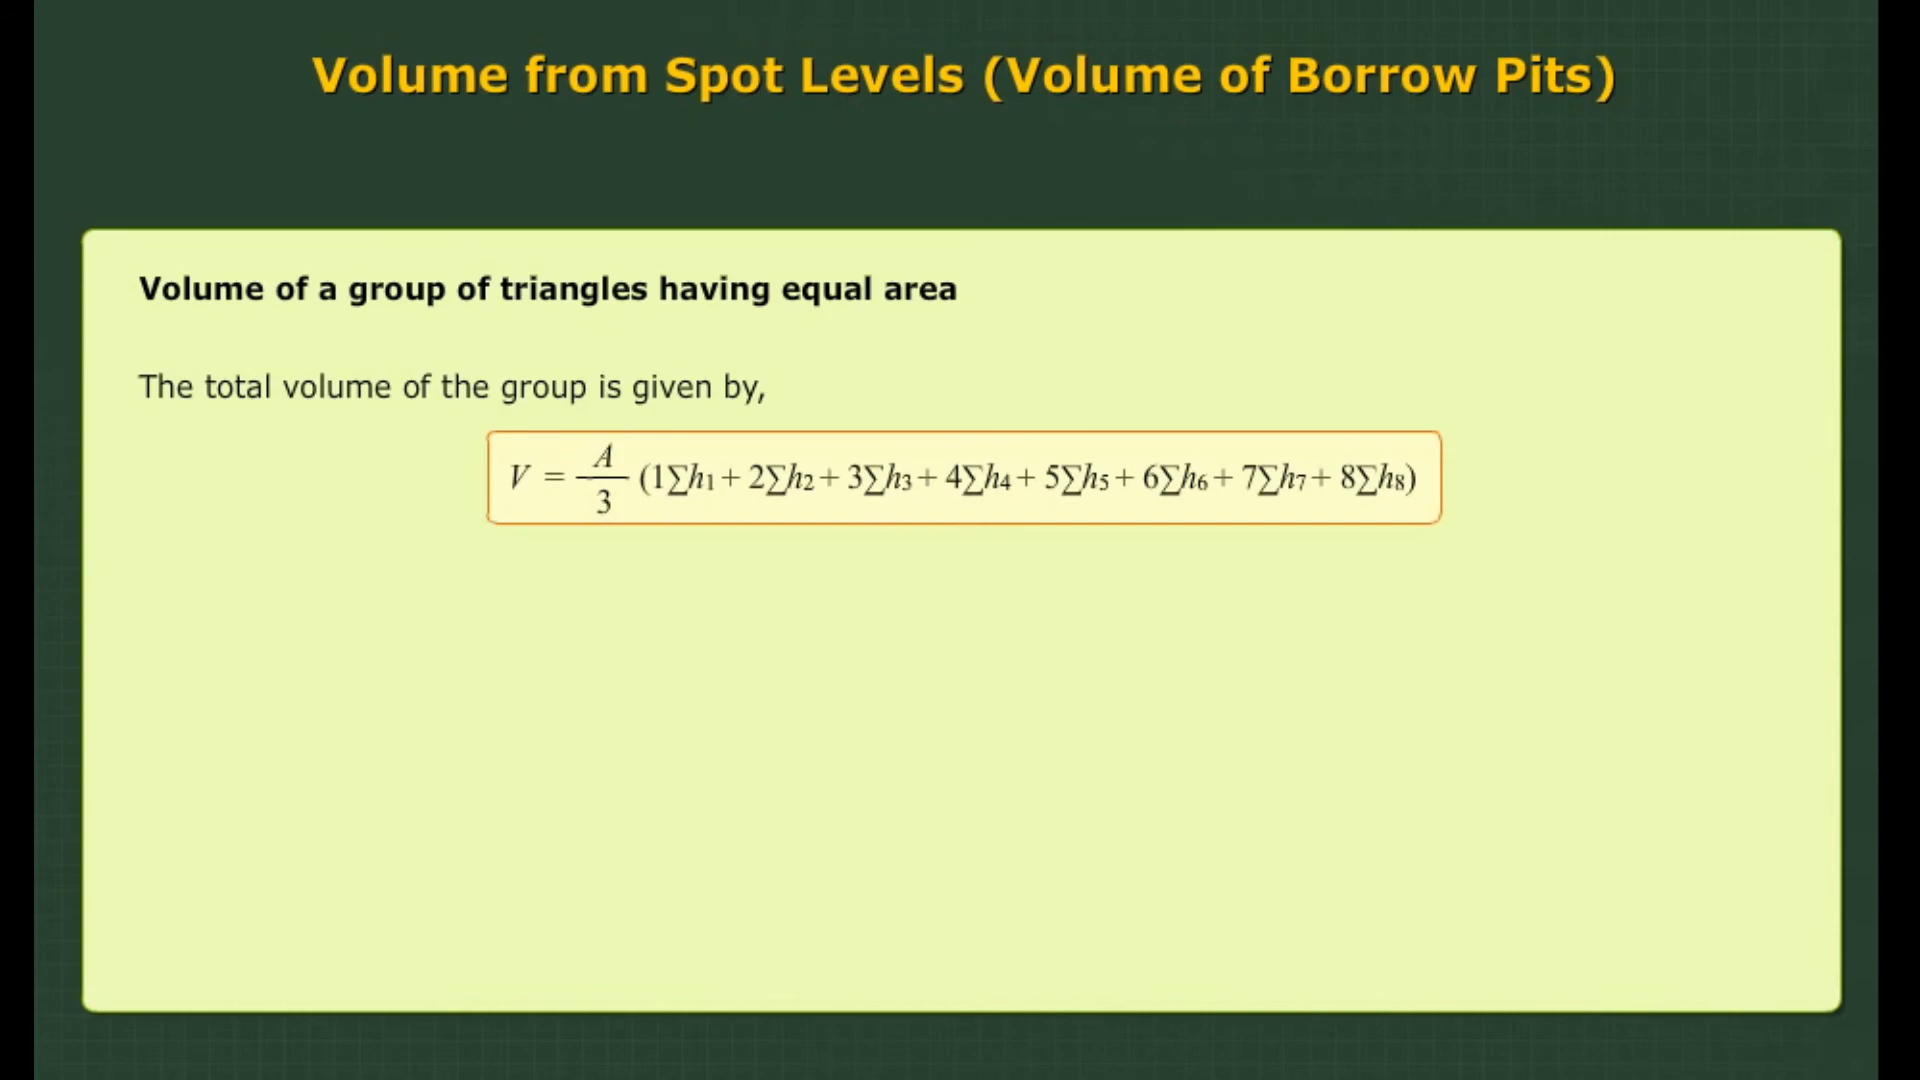 Volume from Spot Levels (Volume of Borrow Pits)
Volume of a group of triangles having equal area
The total volume of the group is given by,
V = A/3 (1∑h₁ + 2∑h₂ + 3∑h₃ + 4∑h₄ + 5∑h₅ + 6∑h₆ + 7∑h₇ + 8∑h₈)